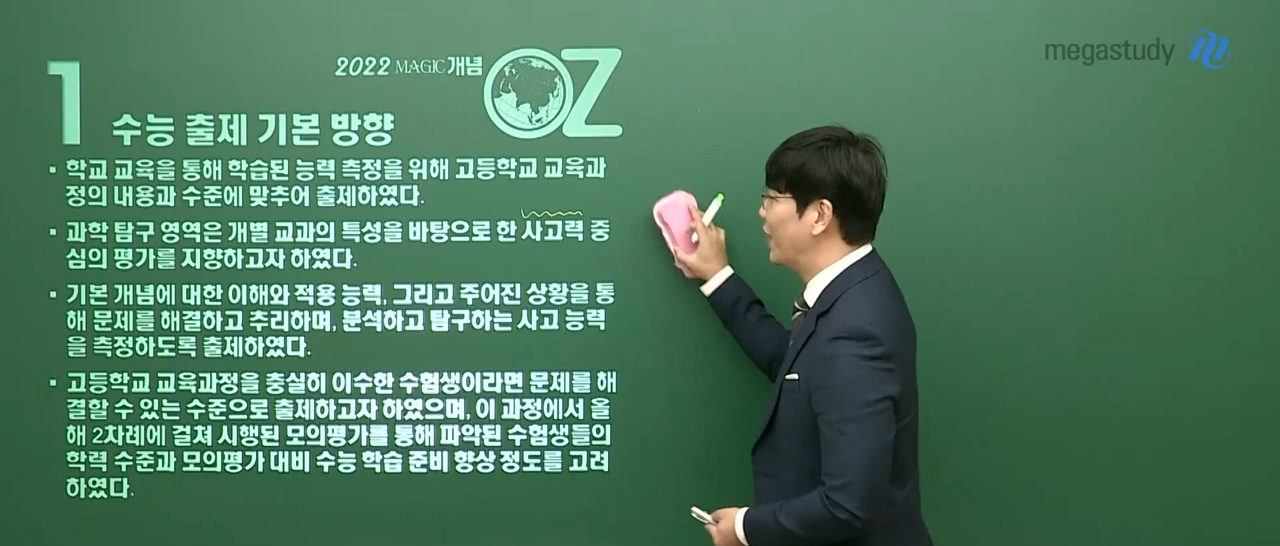 megastudy
2022 MAGIC개념 OZ
1 수능 출제 기본 방향
▪ 학교 교육을 통해 학습된 능력 측정을 위해 고등학교 교육과
정의 내용과 수준에 맞추어 출제하였다.
▪ 과학 탐구 영역은 개별 교과의 특성을 바탕으로 한 사고력 중
심의 평가를 지향하고자 하였다.
▪ 기본 개념에 대한 이해와 적용 능력, 그리고 주어진 상황을 통
해 문제를 해결하고 추리하며, 분석하고 탐구하는 사고 능력
을 측정하도록 출제하였다.
▪ 고등학교 교육과정을 충실히 이수한 수험생이라면 문제를 해
결할 수 있는 수준으로 출제하고자 하였으며, 이 과정에서 올
해 2차례에 걸쳐 시행된 모의평가를 통해 파악된 수험생들의
학력 수준과 모의평가 대비 수능 학습 준비 향상 정도를 고려
하였다.